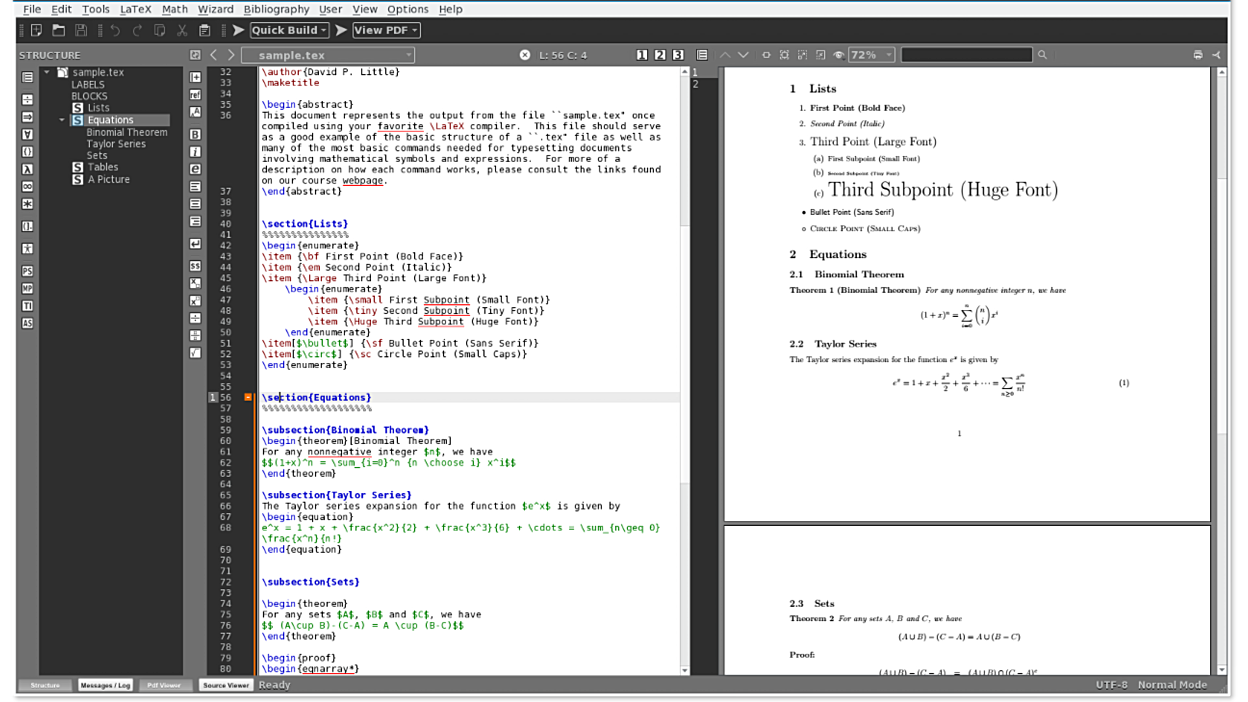 File Edit Tools LaTeX Math Wizard Bibliography User View Options Help
Quick Build View PDF
STRUCTURE
sample.tex
L: 56 C: 4
1 2 3
72%
sample.tex
LABELS
BLOCKS
Lists
Equations
Binomial Theorem
Taylor Series
Sets
Tables
A Picture
32 \author{David P. Little}
33 \maketitle
34
35 \begin{abstract}
36 This document represents the output from the file ``sample.tex" once
compiled using your favorite \LaTeX compiler. This file should serve
as a good example of the basic structure of a ``.tex" file as well as
many of the most basic commands needed for typesetting documents
involving mathematical symbols and expressions. For more of a
description on how each command works, please consult the links found
on our course webpage.
37 \end{abstract}
38
39
40 \section{Lists}
41 %%%%%%%%%%%%%%%
42 \begin{enumerate}
43 \item {\bf First Point (Bold Face)}
44 \item {\em Second Point (Italic)}
45 \item {\Large Third Point (Large Font)}
46 \begin{enumerate}
47 \item {\small First Subpoint (Small Font)}
48 \item {\tiny Second Subpoint (Tiny Font)}
49 \item {\Huge Third Subpoint (Huge Font)}
50 \end{enumerate}
51 \item[$\bullet$] {\sf Bullet Point (Sans Serif)}
52 \item[$\circ$] {\sc Circle Point (Small Caps)}
53 \end{enumerate}
54
55
1 56 \section{Equations}
57 %%%%%%%%%%%%%%%%%%%
58
59 \subsection{Binomial Theorem}
60 \begin{theorem}[Binomial Theorem]
61 For any nonnegative integer $n$, we have
62 $$(1+x)^n = \sum_{i=0}^n {n \choose i} x^i$$
63 \end{theorem}
64
65 \subsection{Taylor Series}
66 The Taylor series expansion for the function $e^x$ is given by
67 \begin{equation}
68 e^x = 1 + x + \frac{x^2}{2} + \frac{x^3}{6} + \cdots = \sum_{n\geq 0}
\frac{x^n}{n!}
69 \end{equation}
70
71
72 \subsection{Sets}
73
74 \begin{theorem}
75 For any sets $A$, $B$ and $C$, we have
76 $$ (A\cup B)-(C-A) = A \cup (B-C)$$
77 \end{theorem}
78
79 \begin{proof}
80 \begin{eqnarray*}
1
2
1 Lists
1. First Point (Bold Face)
2. Second Point (Italic)
3. Third Point (Large Font)
(a) First Subpoint (Small Font)
(b) Second Subpoint (Tiny Font)
(c) Third Subpoint (Huge Font)
• Bullet Point (Sans Serif)
○ CIRCLE POINT (SMALL CAPS)
2 Equations
2.1 Binomial Theorem
Theorem 1 (Binomial Theorem) For any nonnegative integer n, we have
(1 + x)ⁿ = ∑ᵢ₌₀ⁿ (n i) xⁱ
2.2 Taylor Series
The Taylor series expansion for the function eˣ is given by
eˣ = 1 + x + x²/2 + x³/6 + ⋯ = ∑ₙ≥₀ xⁿ/n! (1)
1
2.3 Sets
Theorem 2 For any sets A, B and C, we have
(A ∪ B) − (C − A) = A ∪ (B − C)
Proof:
(A ∪ B) − (C − A) = (A ∪ B) ∩ (C − A)ᶜ
Structure Messages / Log Pdf Viewer Source Viewer Ready
UTF-8 Normal Mode